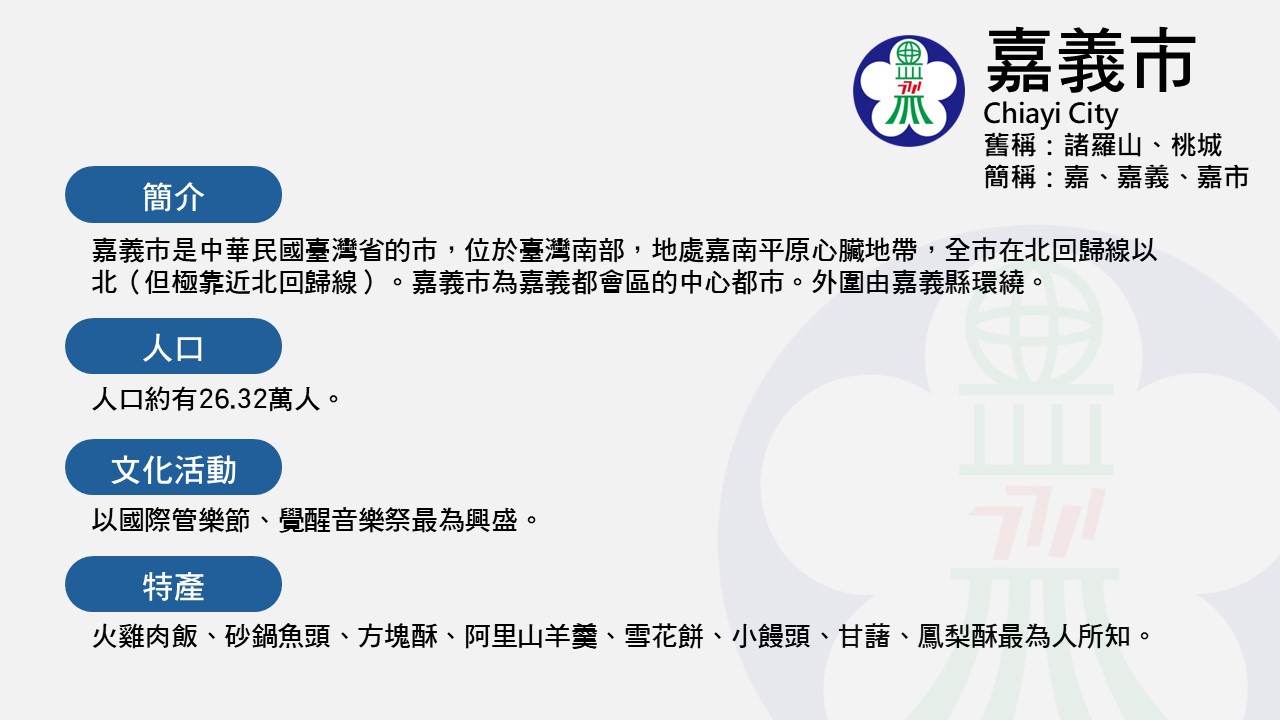 嘉義市
Chiayi City
舊稱：諸羅山、桃城
簡稱：嘉、嘉義、嘉市
簡介
嘉義市是中華民國臺灣省的市，位於臺灣南部，地處嘉南平原心臟地帶，全市在北回歸線以
北（但極靠近北回歸線）。嘉義市為嘉義都會區的中心都市。外圍由嘉義縣環繞。
人口
人口約有26.32萬人。
文化活動
以國際管樂節、覺醒音樂祭最為興盛。
特產
火雞肉飯、砂鍋魚頭、方塊酥、阿里山羊羹、雪花餅、小饅頭、甘藷、鳳梨酥最為人所知。